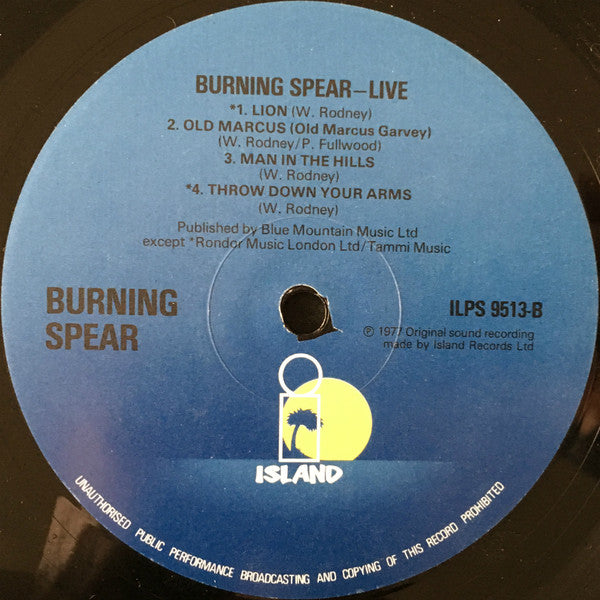 BURNING SPEAR–LIVE
*1. LION (W. Rodney)
2. OLD MARCUS (Old Marcus Garvey)
(W. Rodney/P. Fullwood)
3. MAN IN THE HILLS
(W. Rodney)
*4. THROW DOWN YOUR ARMS
(W. Rodney)
Published by Blue Mountain Music Ltd
except *Rondor Music London Ltd/Tammi Music
BURNING
SPEAR
ILPS 9513-B
℗ 1977 Original sound recording
made by Island Records Ltd
ISLAND
UNAUTHORISED PUBLIC PERFORMANCE BROADCASTING AND COPYING OF THIS RECORD PROHIBITED